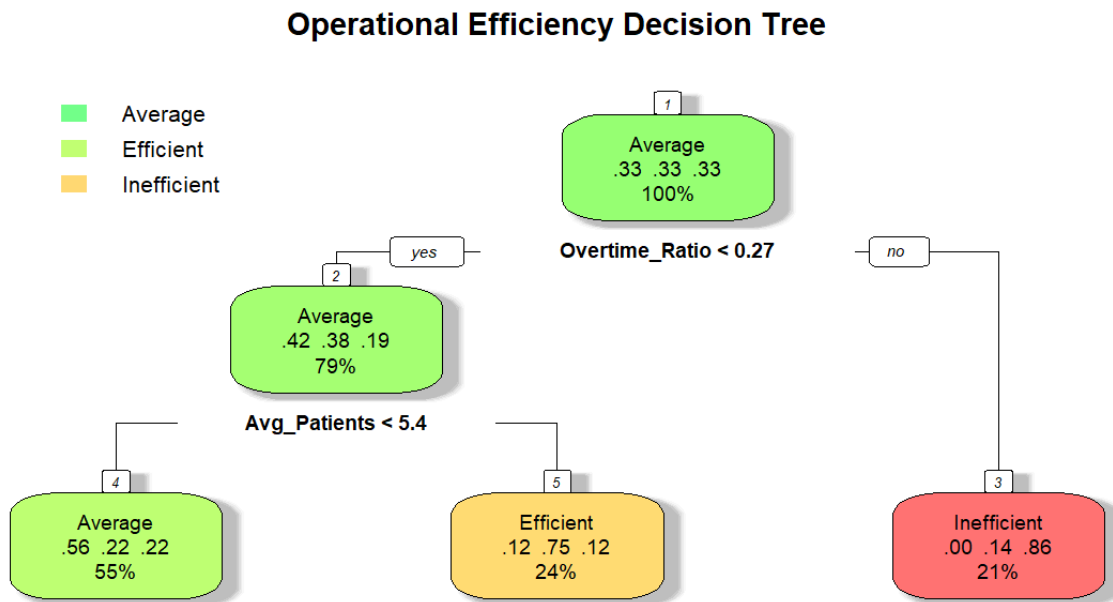 Operational Efficiency Decision Tree
Average
Efficient
Inefficient
1
Average
.33 .33 .33
100%
yes
Overtime_Ratio < 0.27
no
2
Average
.42 .38 .19
79%
Avg_Patients < 5.4
4
Average
.56 .22 .22
55%
5
Efficient
.12 .75 .12
24%
3
Inefficient
.00 .14 .86
21%